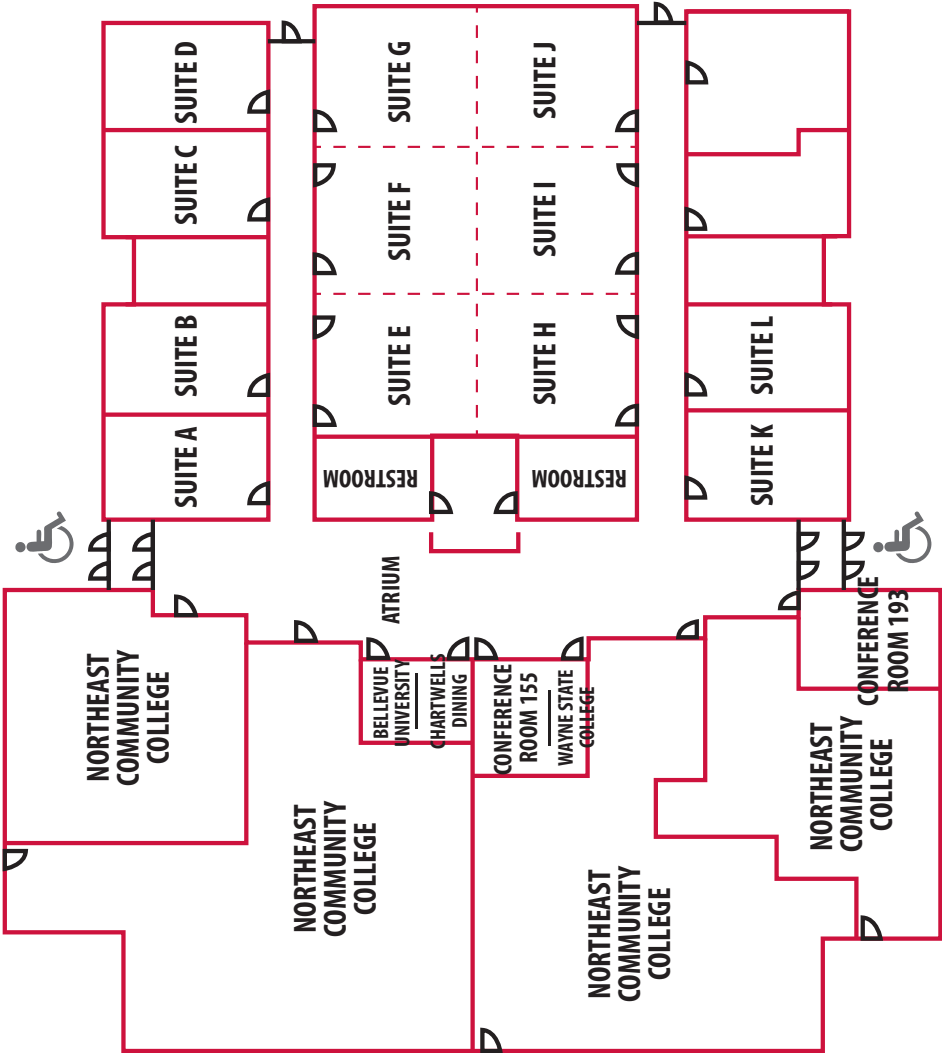 SUITE D
SUITE G
SUITE J
SUITE C
SUITE F
SUITE I
SUITE B
SUITE E
SUITE H
SUITE L
SUITE A
RESTROOM
RESTROOM
SUITE K
ATRIUM
CONFERENCE
ROOM 193
NORTHEAST
COMMUNITY
COLLEGE
BELLEVUE
UNIVERSITY
CHARTWELLS
DINING
CONFERENCE
ROOM 155
WAYNE STATE
COLLEGE
NORTHEAST
COMMUNITY
COLLEGE
NORTHEAST
COMMUNITY
COLLEGE
NORTHEAST
COMMUNITY
COLLEGE